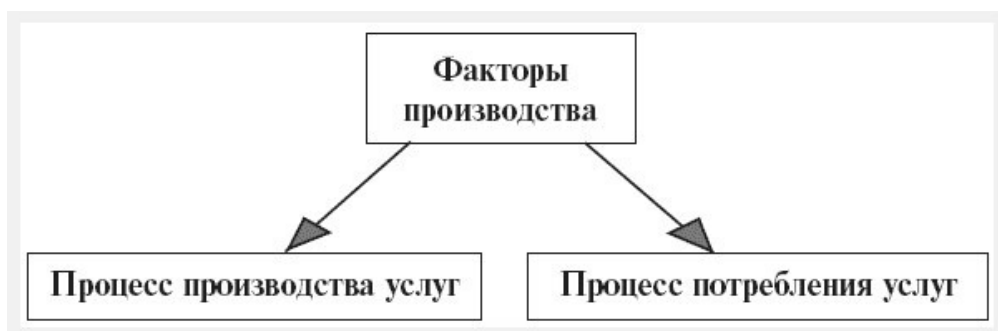 Факторы
производства
Процесс производства услуг
Процесс потребления услуг